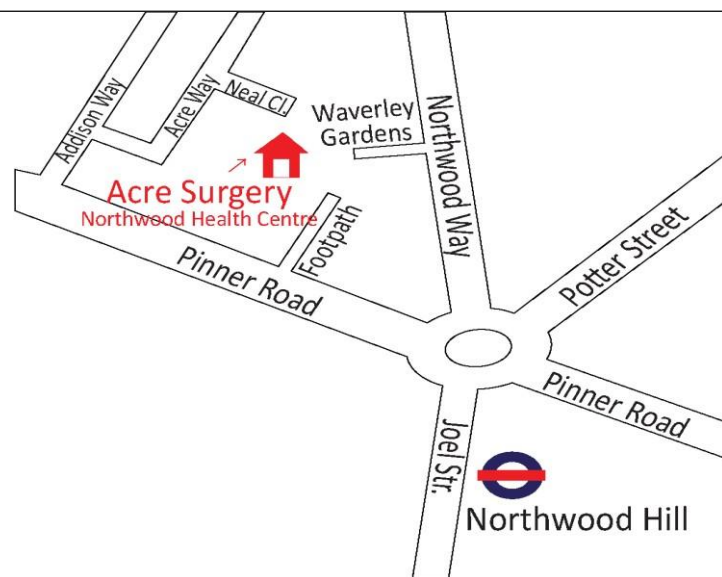 Addison Way
Acre Way
Neal Cl.
Waverley
Gardens
Northwood Way
Acre Surgery
Northwood Health Centre
Footpath
Potter Street
Pinner Road
Pinner Road
Joel Str.
Northwood Hill